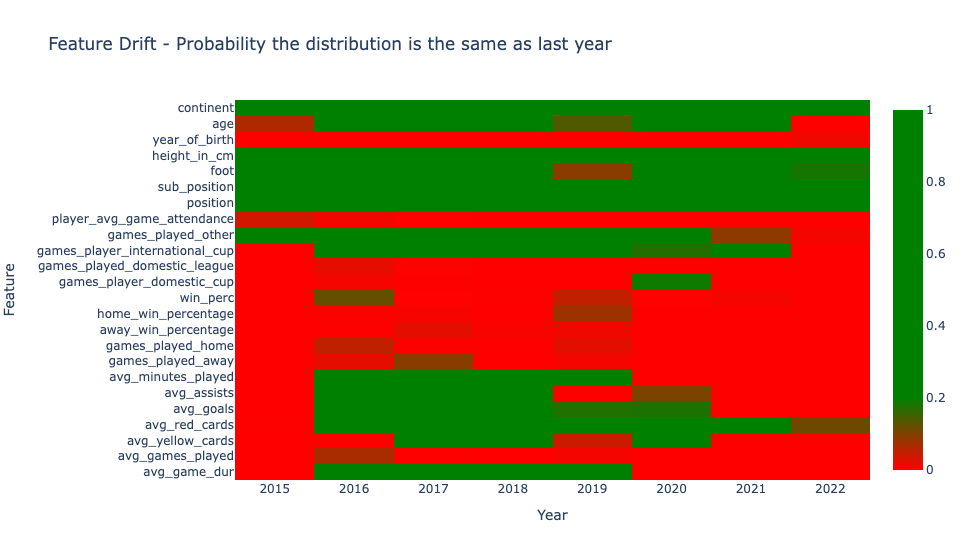 Feature Drift - Probability the distribution is the same as last year
continent
age
year_of_birth
height_in_cm
foot
sub_position
position
player_avg_game_attendance
games_played_other
games_player_international_cup
games_played_domestic_league
games_player_domestic_cup
win_perc
home_win_percentage
away_win_percentage
games_played_home
games_played_away
avg_minutes_played
avg_assists
avg_goals
avg_red_cards
avg_yellow_cards
avg_games_played
avg_game_dur
Feature
2015 2016 2017 2018 2019 2020 2021 2022
Year
1
0.8
0.6
0.4
0.2
0